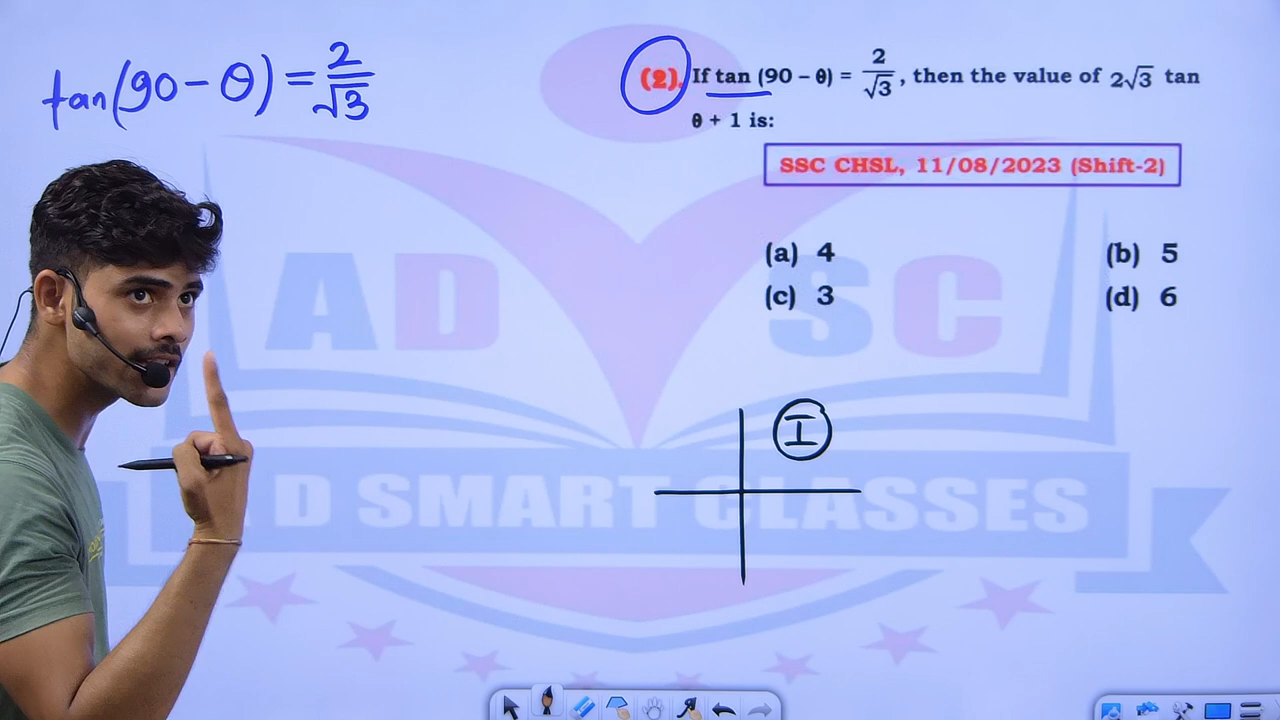 tan(90-θ) = 2/√3
(2). If tan (90 – θ) = 2/√3, then the value of 2√3 tan
θ + 1 is:
SSC CHSL, 11/08/2023 (Shift-2)
(a) 4 (b) 5
(c) 3 (d) 6
I
AD SC
A D SMART CLASSES